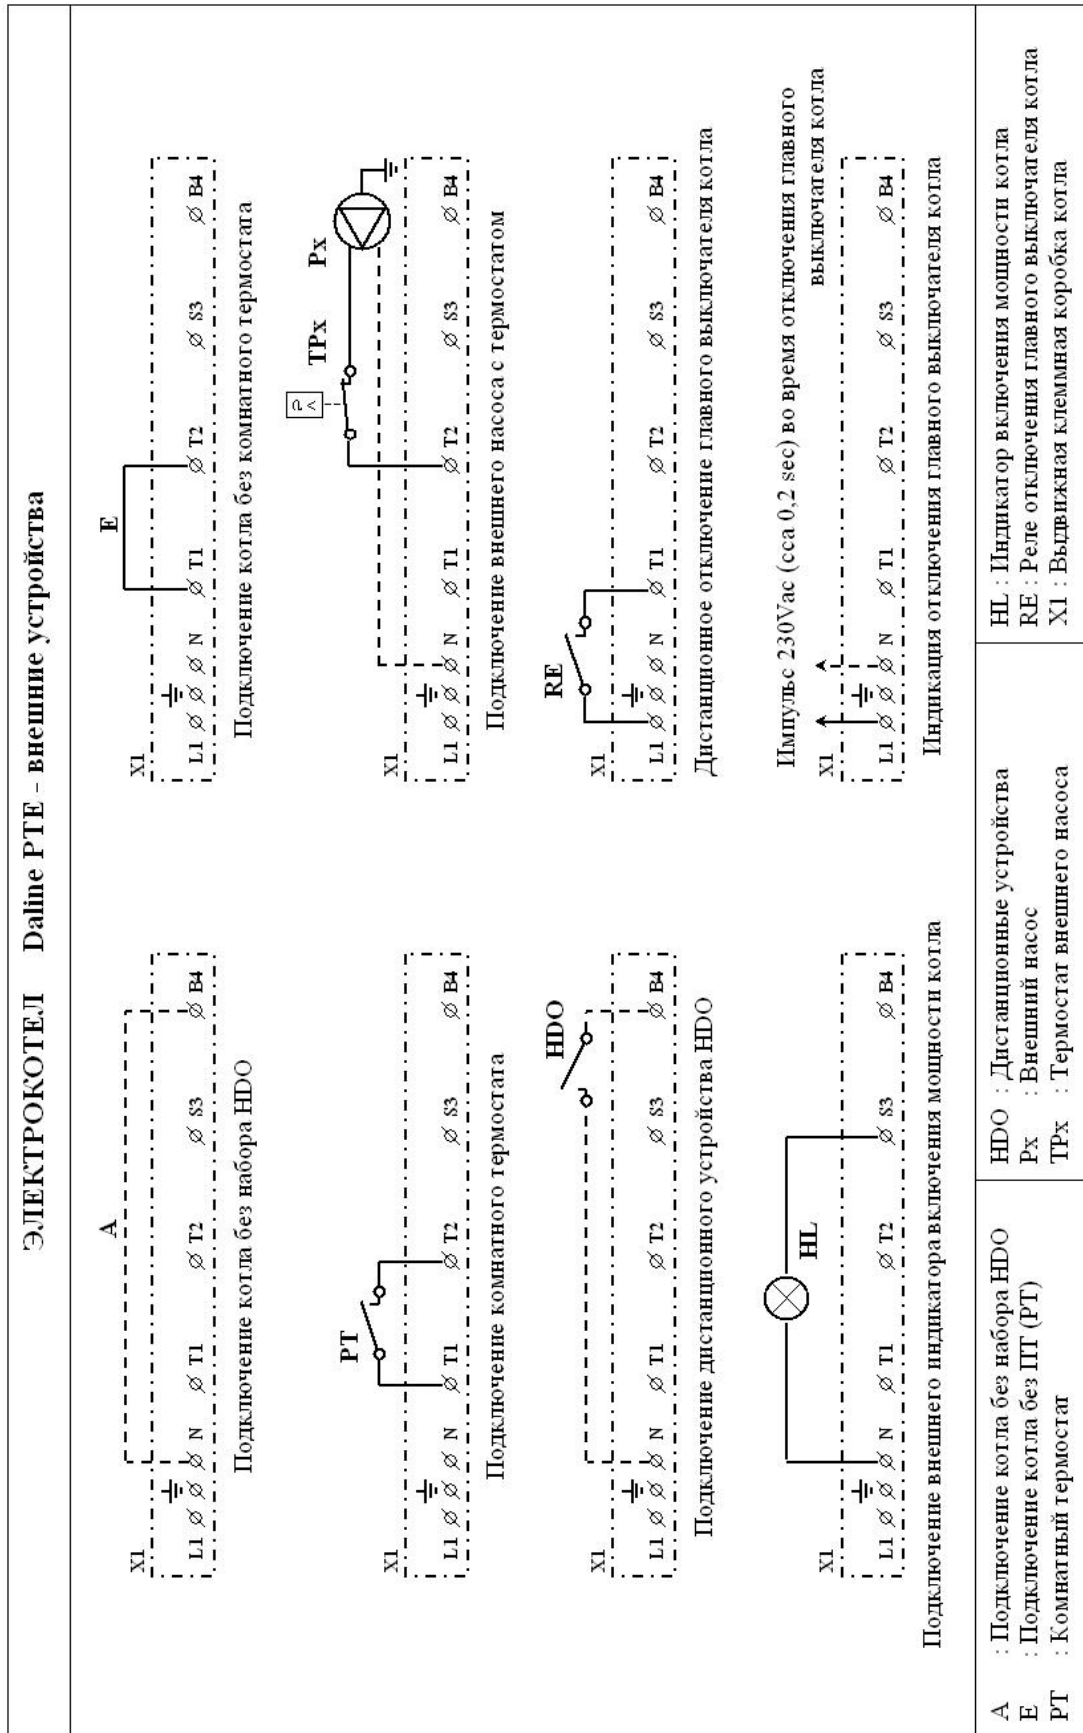 ЭЛЕКТРОКОТЕЛ Daline PTE – внешние устройства
A
X1
L1 N T1 T2 S3 B4
Подключение котла без набора HDO
E
X1
L1 N T1 T2 S3 B4
Подключение котла без комнатного термостата
PT
X1
L1 N T1 T2 S3 B4
Подключение комнатного термостата
TPx Px
X1
L1 N T1 T2 S3 B4
Подключение внешнего насоса с термостатом
HDO
X1
L1 N T1 T2 S3 B4
Подключение дистанционного устройства HDO
RE
X1
L1 N T1 T2 S3 B4
Дистанционное отключение главного выключателя котла
HL
X1
L1 N T1 T2 S3 B4
Подключение внешнего индикатора включения мощности котла
Импульс 230Vac (сса 0,2 sec) во время отключения главного
выключателя котла
X1
L1 N T1 T2 S3 B4
Индикация отключения главного выключателя котла
A : Подключение котла без набора HDO
E : Подключение котла без ПТ (PT)
PT : Комнатный термостат
HDO : Дистанционные устройства
Px : Внешний насос
TPx : Термостат внешнего насоса
HL : Индикатор включения мощности котла
RE : Реле отключения главного выключателя котла
X1 : Выдвижная клеммная коробка котла